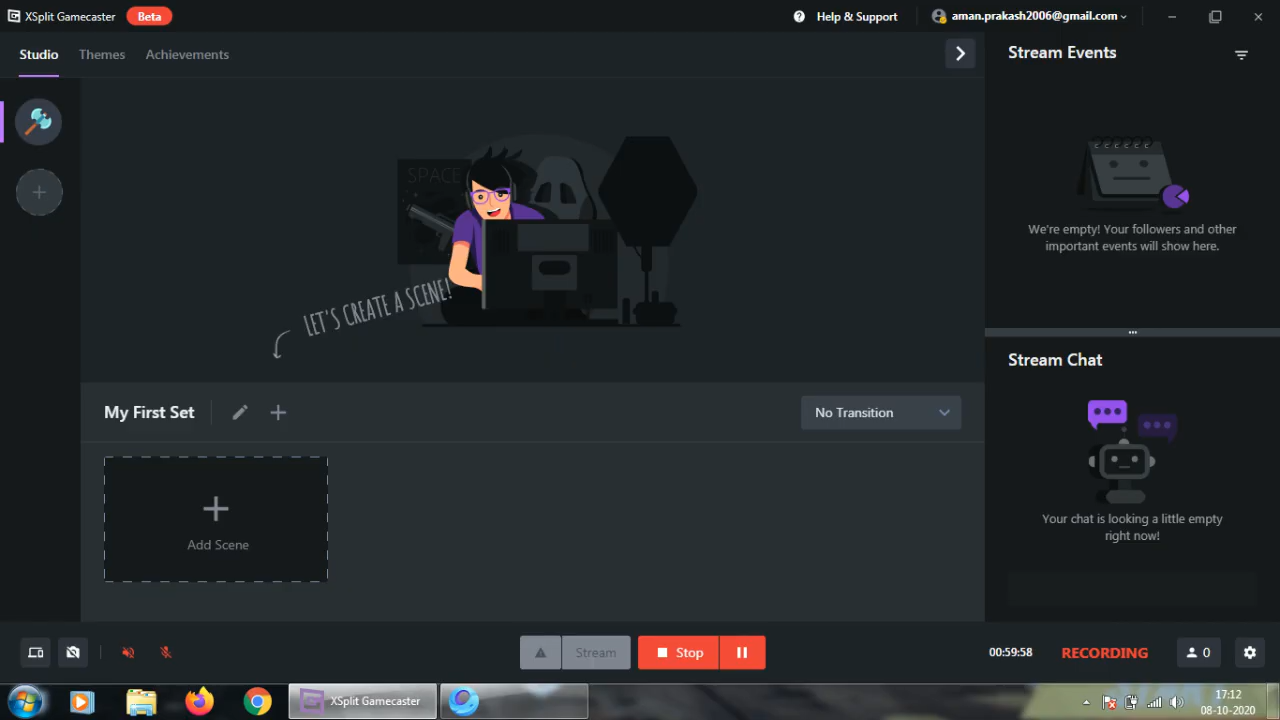 XSplit Gamecaster Beta
Help & Support
aman.prakash2006@gmail.com
Studio
Themes
Achievements
Stream Events
SPACE
We're empty! Your followers and other
important events will show here.
LET'S CREATE A SCENE!
Stream Chat
My First Set
No Transition
Add Scene
Your chat is looking a little empty
right now!
Stream
Stop
00:59:58
RECORDING
0
XSplit Gamecaster
17:12
08-10-2020